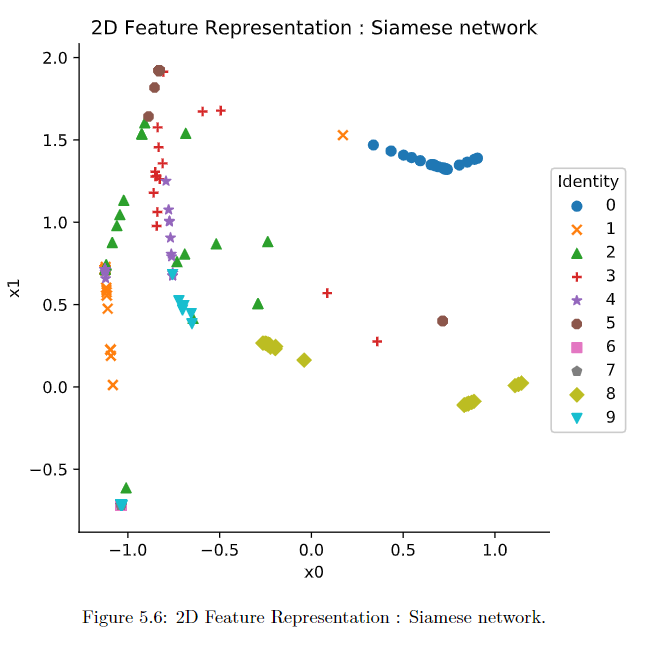 2D Feature Representation : Siamese network
2.0
1.5
1.0
0.5
0.0
−0.5
x1
−1.0 −0.5 0.0 0.5 1.0
x0
Identity
0
1
2
3
4
5
6
7
8
9
Figure 5.6: 2D Feature Representation : Siamese network.